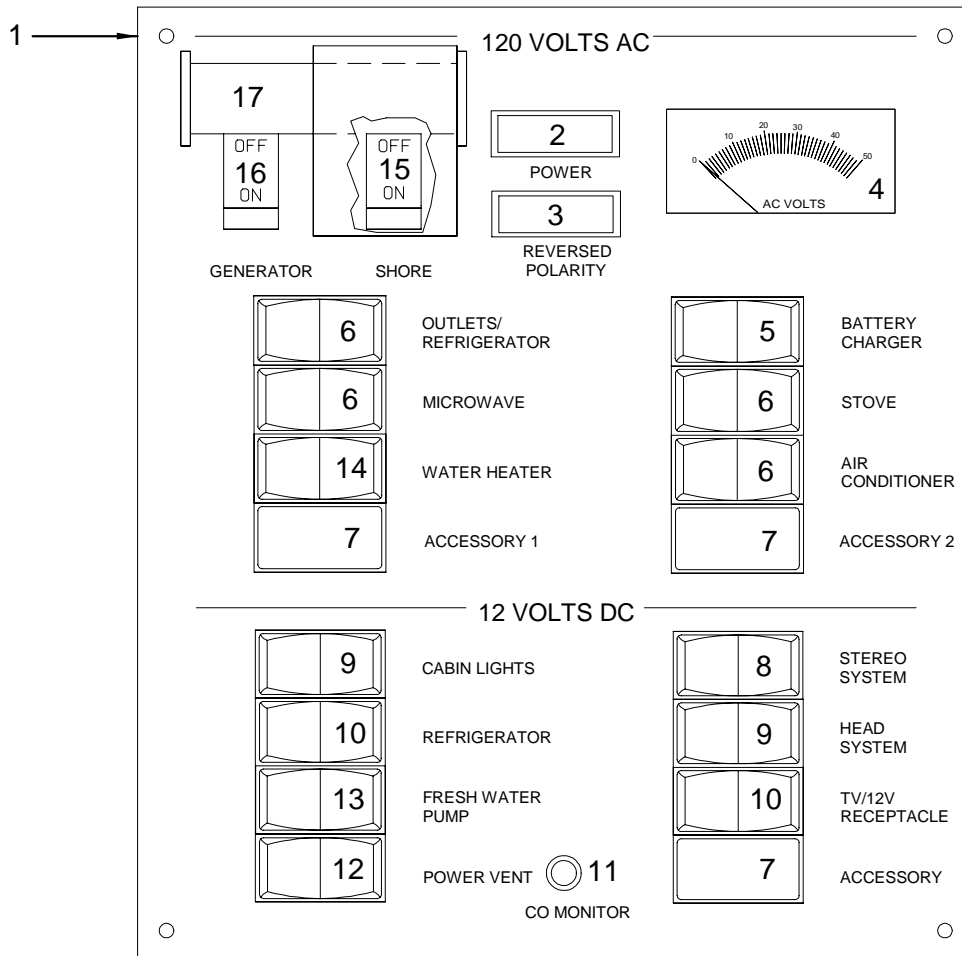 1
120 VOLTS AC
17
OFF
16
ON
OFF
15
ON
GENERATOR
SHORE
2
POWER
3
REVERSED
POLARITY
0 10 20 30 40 50
AC VOLTS
4
6
OUTLETS/
REFRIGERATOR
6
MICROWAVE
14
WATER HEATER
7
ACCESSORY 1
5
BATTERY
CHARGER
6
STOVE
6
AIR
CONDITIONER
7
ACCESSORY 2
12 VOLTS DC
9
CABIN LIGHTS
10
REFRIGERATOR
13
FRESH WATER
PUMP
12
POWER VENT
11
CO MONITOR
8
STEREO
SYSTEM
9
HEAD
SYSTEM
10
TV/12V
RECEPTACLE
7
ACCESSORY